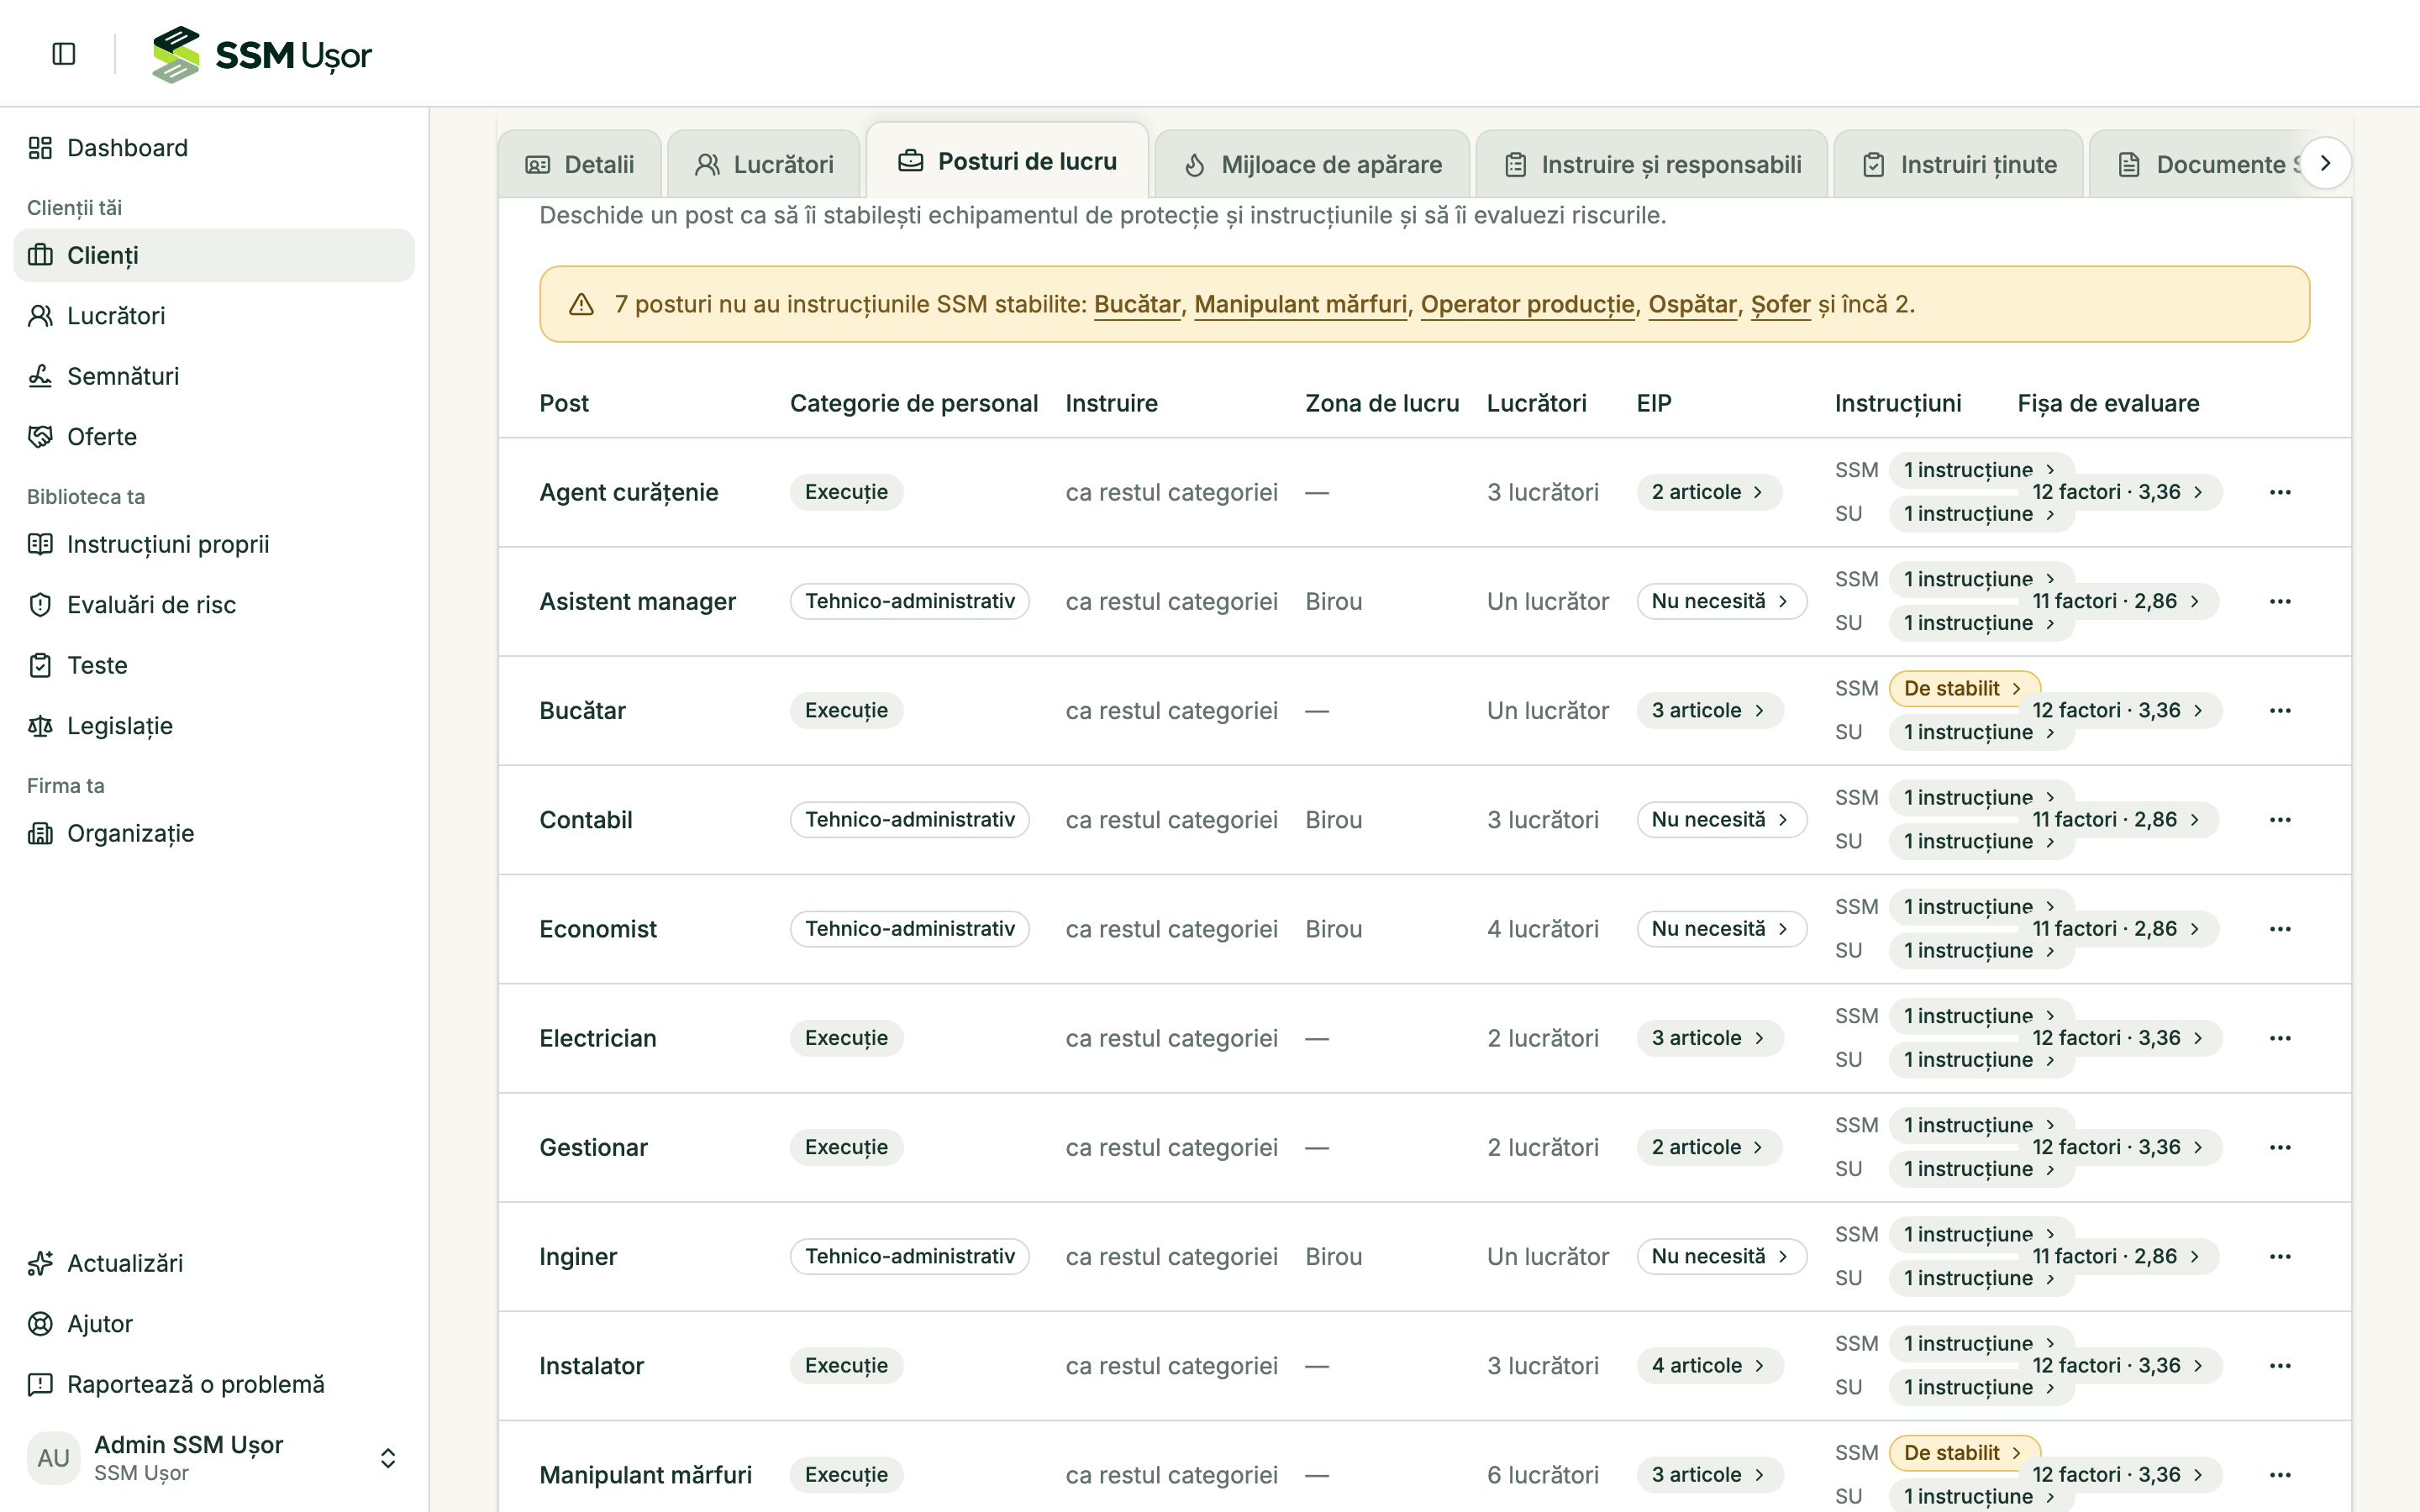 SSM Ușor
Dashboard
Clienții tăi
Clienți
Lucrători
Semnături
Oferte
Biblioteca ta
Instrucțiuni proprii
Evaluări de risc
Teste
Legislație
Firma ta
Organizație
Actualizări
Ajutor
Raportează o problemă
AU
Admin SSM Ușor
SSM Ușor
Detalii
Lucrători
Posturi de lucru
Mijloace de apărare
Instruire și responsabili
Instruiri ținute
Documente
Deschide un post ca să îi stabilești echipamentul de protecție și instrucțiunile și să îi evaluezi riscurile.
7 posturi nu au instrucțiunile SSM stabilite: Bucătar, Manipulant mărfuri, Operator producție, Ospătar, Șofer și încă 2.
Post Categorie de personal Instruire Zona de lucru Lucrători EIP Instrucțiuni Fișa de evaluare
Agent curățenie Execuție ca restul categoriei — 3 lucrători 2 articole SSM 1 instrucțiune SU 1 instrucțiune 12 factori · 3,36
Asistent manager Tehnico-administrativ ca restul categoriei Birou Un lucrător Nu necesită SSM 1 instrucțiune SU 1 instrucțiune 11 factori · 2,86
Bucătar Execuție ca restul categoriei — Un lucrător 3 articole SSM De stabilit SU 1 instrucțiune 12 factori · 3,36
Contabil Tehnico-administrativ ca restul categoriei Birou 3 lucrători Nu necesită SSM 1 instrucțiune SU 1 instrucțiune 11 factori · 2,86
Economist Tehnico-administrativ ca restul categoriei Birou 4 lucrători Nu necesită SSM 1 instrucțiune SU 1 instrucțiune 11 factori · 2,86
Electrician Execuție ca restul categoriei — 2 lucrători 3 articole SSM 1 instrucțiune SU 1 instrucțiune 12 factori · 3,36
Gestionar Execuție ca restul categoriei — 2 lucrători 2 articole SSM 1 instrucțiune SU 1 instrucțiune 12 factori · 3,36
Inginer Tehnico-administrativ ca restul categoriei Birou Un lucrător Nu necesită SSM 1 instrucțiune SU 1 instrucțiune 11 factori · 2,86
Instalator Execuție ca restul categoriei — 3 lucrători 4 articole SSM 1 instrucțiune SU 1 instrucțiune 12 factori · 3,36
Manipulant mărfuri Execuție ca restul categoriei — 6 lucrători 3 articole SSM De stabilit SU 1 instrucțiune 12 factori · 3,36